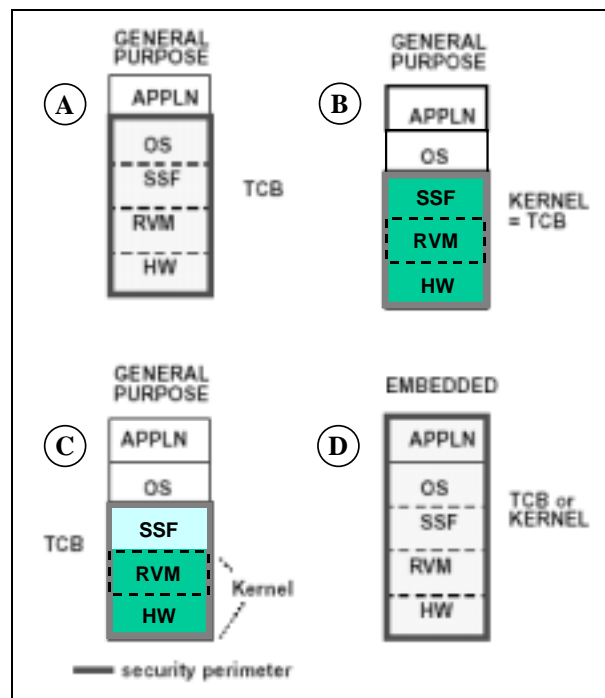 GENERAL
PURPOSE
A
APPLN
OS
SSF
RVM
HW
TCB
GENERAL
PURPOSE
B
APPLN
OS
SSF
RVM
HW
KERNEL
= TCB
GENERAL
PURPOSE
C
APPLN
OS
SSF
RVM
HW
TCB
Kernel
security perimeter
EMBEDDED
D
APPLN
OS
SSF
RVM
HW
TCB or
KERNEL